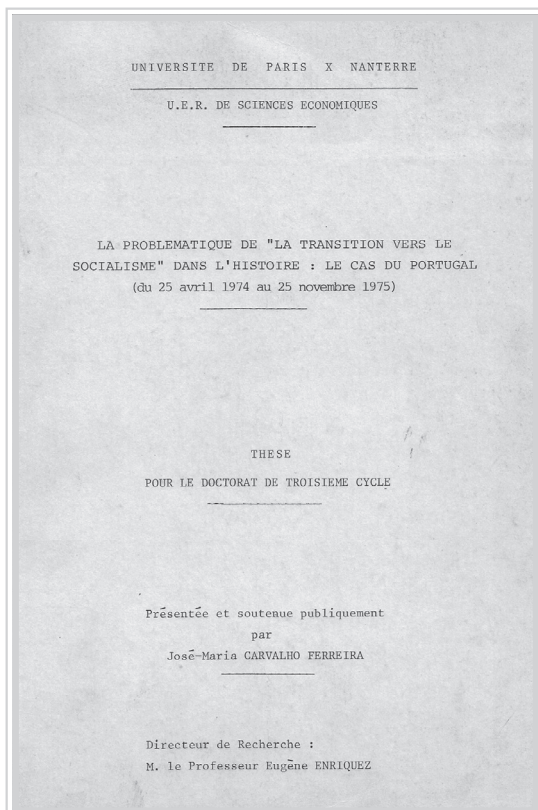 UNIVERSITE DE PARIS X NANTERRE
U.E.R. DE SCIENCES ECONOMIQUES
LA PROBLEMATIQUE DE "LA TRANSITION VERS LE
SOCIALISME" DANS L'HISTOIRE : LE CAS DU PORTUGAL
(du 25 avril 1974 au 25 novembre 1975)
THESE
POUR LE DOCTORAT DE TROISIEME CYCLE
Présentée et soutenue publiquement
par
José-Maria CARVALHO FERREIRA
Directeur de Recherche :
M. le Professeur Eugène ENRIQUEZ